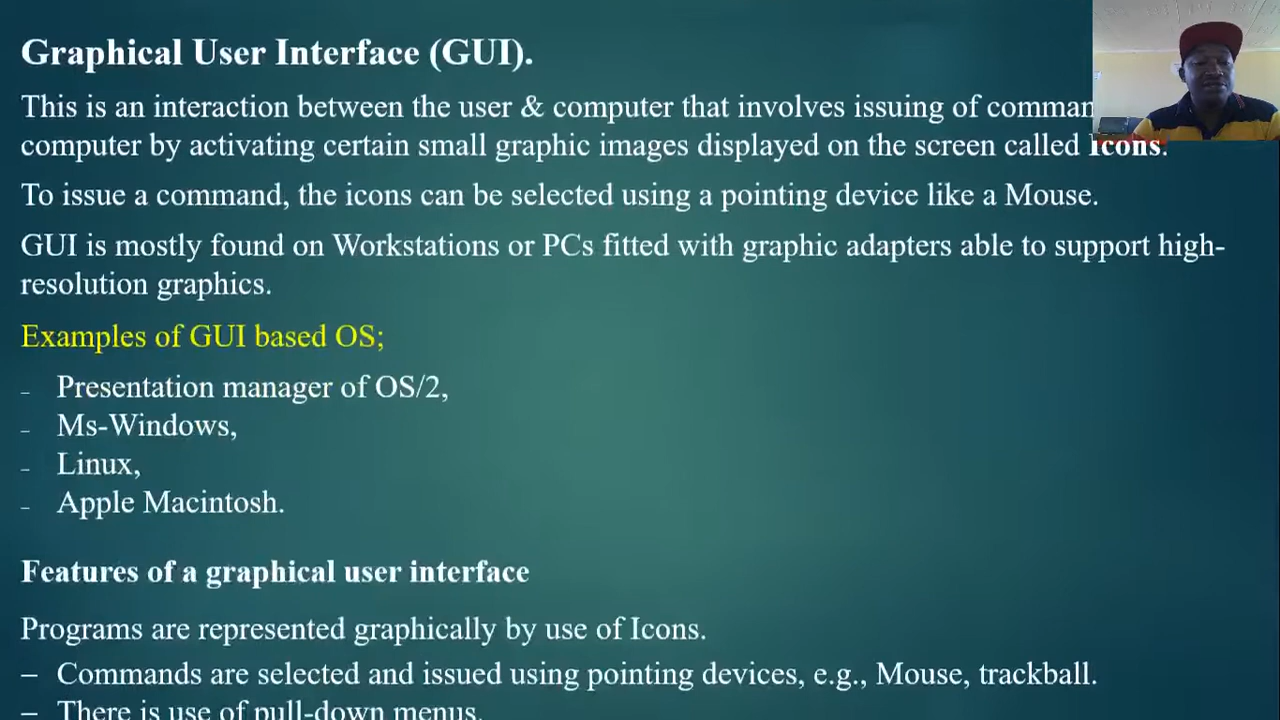 Graphical User Interface (GUI).
This is an interaction between the user & computer that involves issuing of
computer by activating certain small graphic images displayed on the screen called Icons.
To issue a command, the icons can be selected using a pointing device like a Mouse.
GUI is mostly found on Workstations or PCs fitted with graphic adapters able to support high-
resolution graphics.
Examples of GUI based OS;
- Presentation manager of OS/2,
- Ms-Windows,
- Linux,
- Apple Macintosh.
Features of a graphical user interface
Programs are represented graphically by use of Icons.
– Commands are selected and issued using pointing devices, e.g., Mouse, trackball.
– There is use of pull-down menus.